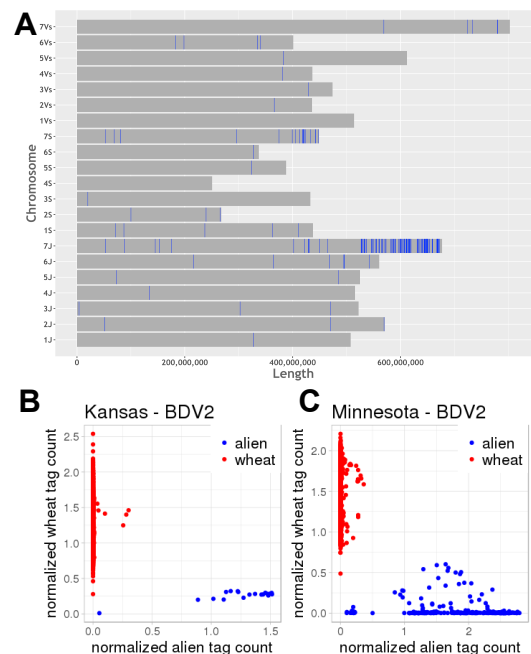 A
7Vs
6Vs
5Vs
4Vs
3Vs
2Vs
1Vs
7S
6S
5S
4S
3S
2S
1S
7J
6J
5J
4J
3J
2J
1J
Chromosome
0
200,000,000
400,000,000
600,000,000
Length
B
Kansas - BDV2
alien
wheat
2.5
2.0
1.5
1.0
0.5
0.0
normalized wheat tag count
0.0
0.5
1.0
1.5
normalized alien tag count
C
Minnesota - BDV2
alien
wheat
2.0
1.5
1.0
0.5
0.0
normalized wheat tag count
0
1
2
normalized alien tag count